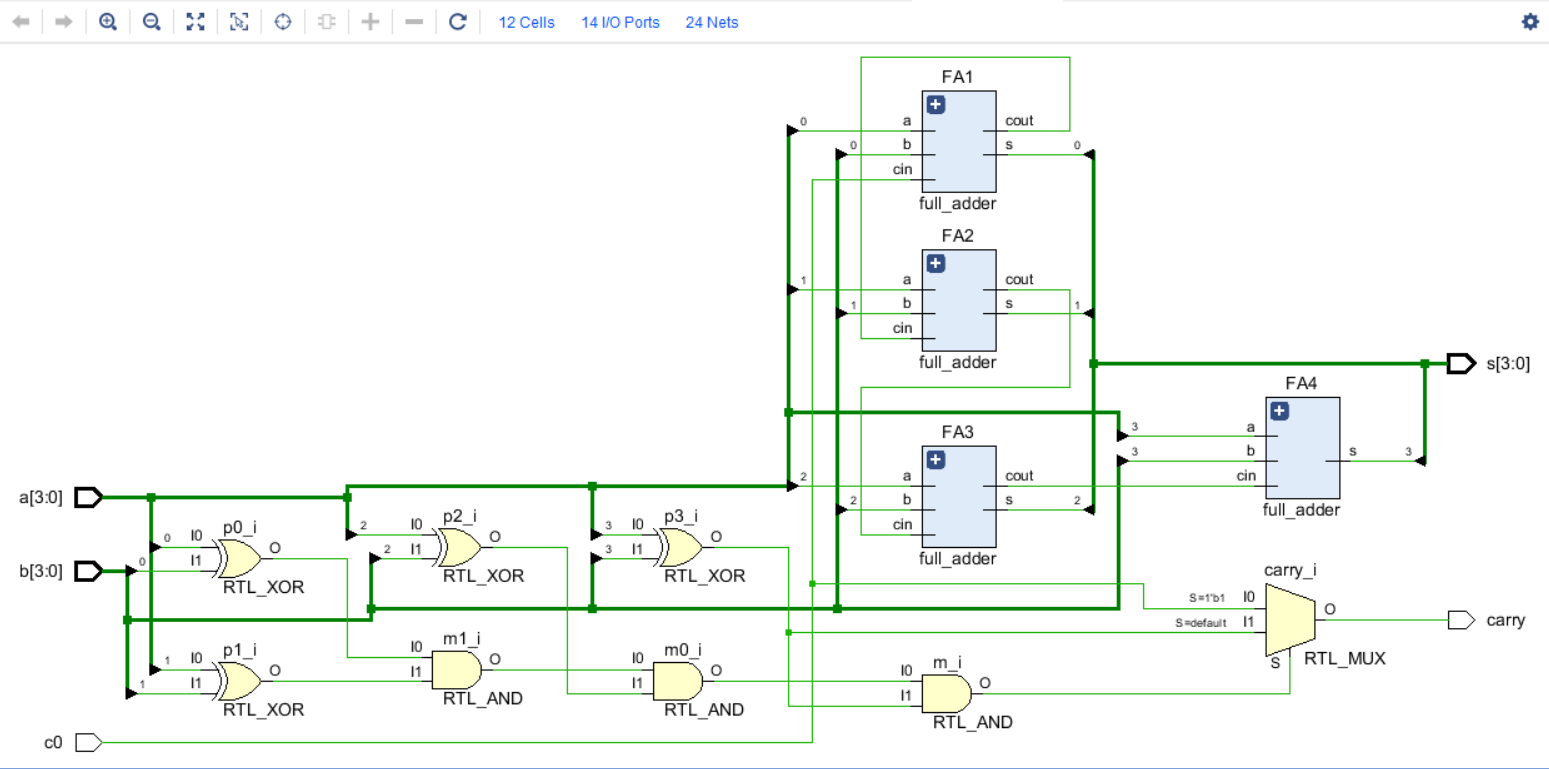 12 Cells 14 I/O Ports 24 Nets
FA1
0 a cout
0 b s 0
cin
full_adder
FA2
1 a cout
1 b s 1
cin
full_adder
s[3:0]
FA4
3 a
3 b s 3
cin
full_adder
FA3
2 a cout
2 b s 2
cin
full_adder
a[3:0]
p0_i
0 I0 O
0 I1
RTL_XOR
p2_i
2 I0 O
2 I1
RTL_XOR
p3_i
3 I0 O
3 I1
RTL_XOR
b[3:0]
carry_i
S=1'b1 I0 O
S=default I1
S
RTL_MUX
carry
p1_i
1 I0 O
1 I1
RTL_XOR
m1_i
I0 O
I1
RTL_AND
m0_i
I0 O
I1
RTL_AND
m_i
I0 O
I1
RTL_AND
c0